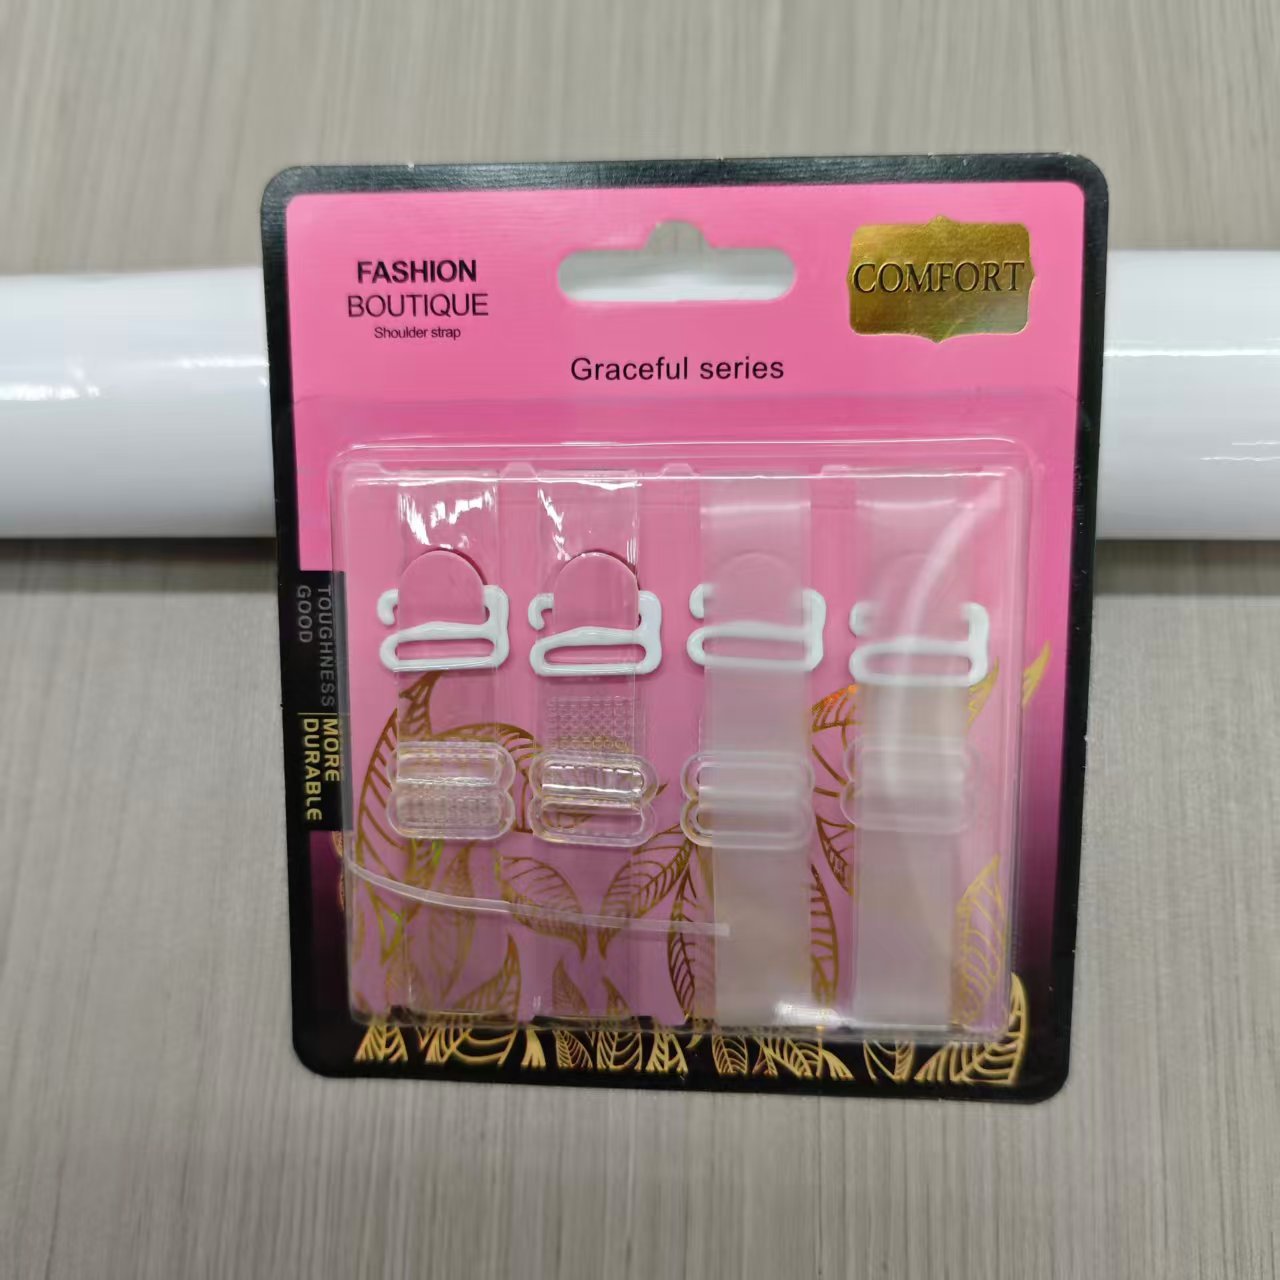 FASHION
BOUTIQUE
Shoulder strap
COMFORT
Graceful series
TOUGHNESS
GOOD
MORE
DURABLE